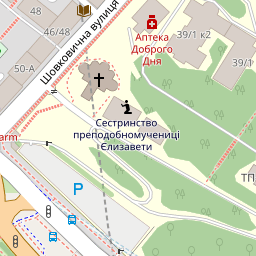 48
46/48
50-А
Шовковична вулиця
Аптека
Доброго
Дня
39/1 к2
39/1
Сестринство
преподобномучениці
Єлизавети
ТП
P
arm